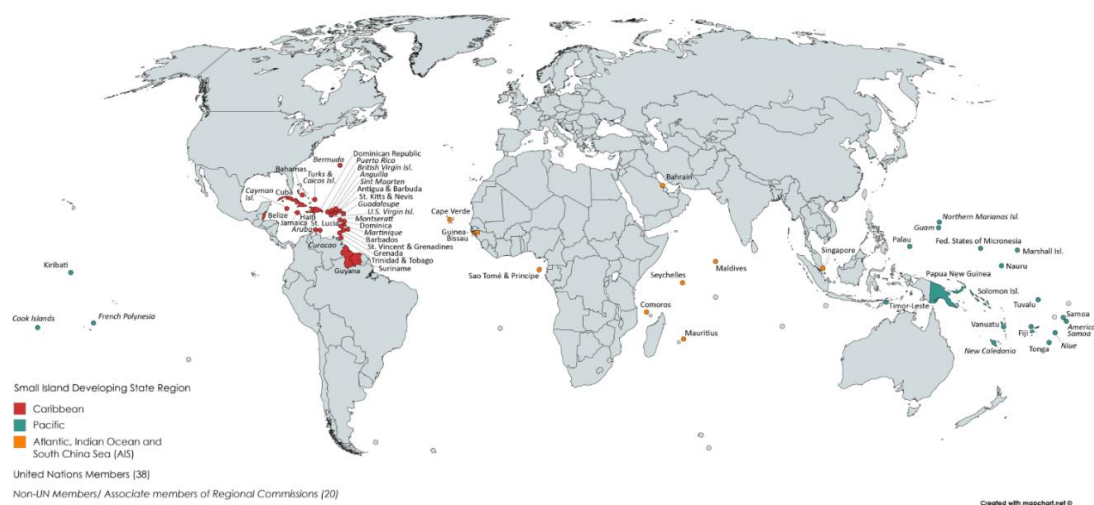 Bermuda
Dominican Republic
Puerto Rico
British Virgin Isl.
Anguilla
Sint Maarten
Antigua & Barbuda
St. Kitts & Nevis
Guadaloupe
U.S. Virgin Isl.
Montserratt
Dominica
Martinique
Barbados
St. Vincent & Grenadines
Grenada
Trinidad & Tobago
Suriname
Bahamas
Turks &
Caicos Isl.
Cuba
Cayman
Isl.
Belize
Haiti
Jamaica
St. Lucia
Aruba
Curacao
Guyana
Cape Verde
Guinea-
Bissau
Sao Tomé & Principe
Bahrain
Seychelles
Maldives
Comoros
Mauritius
Singapore
Northern Marianas Isl.
Guam
Palau
Fed. States of Micronesia
Marshall Isl.
Nauru
Papua New Guinea
Solomon Isl.
Timor-Leste
Tuvalu
Samoa
America
Samoa
Vanuatu
Fiji
Niue
New Caledonia
Tonga
Kiribati
Cook Islands
French Polynesia
Small Island Developing State Region
Caribbean
Pacific
Atlantic, Indian Ocean and
South China Sea (AIS)
United Nations Members (38)
Non-UN Members/ Associate members of Regional Commissions (20)
Created with mapchart.net ©